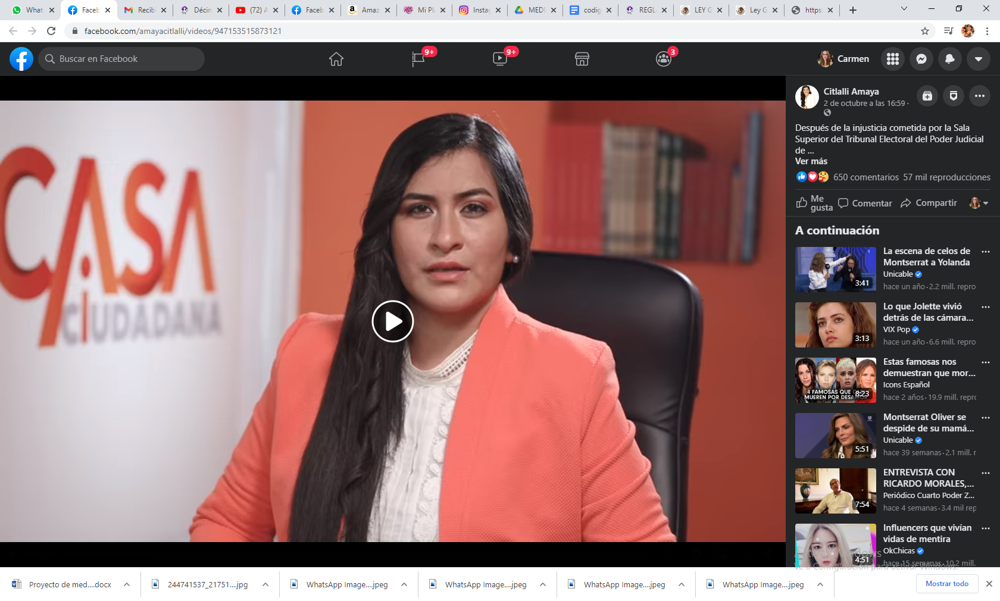 Whats
Faceb
Recib
Décin
(72) A
Faceb
Amaz
Mi Pl
Insta
MEDI
codig
REGL
LEY G
Ley G
https
facebook.com/amayacitlalli/videos/947153515873121
Buscar en Facebook
9+
9+
3
Carmen
CASA
CiUDADANA
Citlalli Amaya
2 de octubre a las 16:59 ·
Después de la injusticia cometida por la Sala
Superior del Tribunal Electoral del Poder Judicial
de ...
Ver más
650 comentarios 57 mil reproducciones
Me gusta
Comentar
Compartir
A continuación
La escena de celos de
Montserrat a Yolanda
Unicable
hace un año · 2.2 mill. repro
3:41
Lo que Jolette vivió
detrás de las cámara...
VIX Pop
hace un año · 6.6 mill. repro
3:13
Estas famosas nos
demuestran que mor...
Icons Español
hace 2 años · 19.9 mill. repro
4 FAMOSAS QUE
MUEREN POR
8:23
Montserrat Oliver se
despide de su mamá...
Unicable
hace 39 semanas · 2.1 mill. r
5:51
ENTREVISTA CON
RICARDO MORALES,...
Periódico Cuarto Poder Z...
hace 4 semanas · 3.4 mil rep
7:54
Influencers que vivían
vidas de mentira
OkChicas
hace 15 semanas · 10.2 mill.
4:51
Ve a Configuración para activar Windows.
Proyecto de med....docx
244741537_21751....jpg
WhatsApp Image....jpeg
WhatsApp Image....jpeg
WhatsApp Image....jpeg
WhatsApp Image....jpeg
Mostrar todo